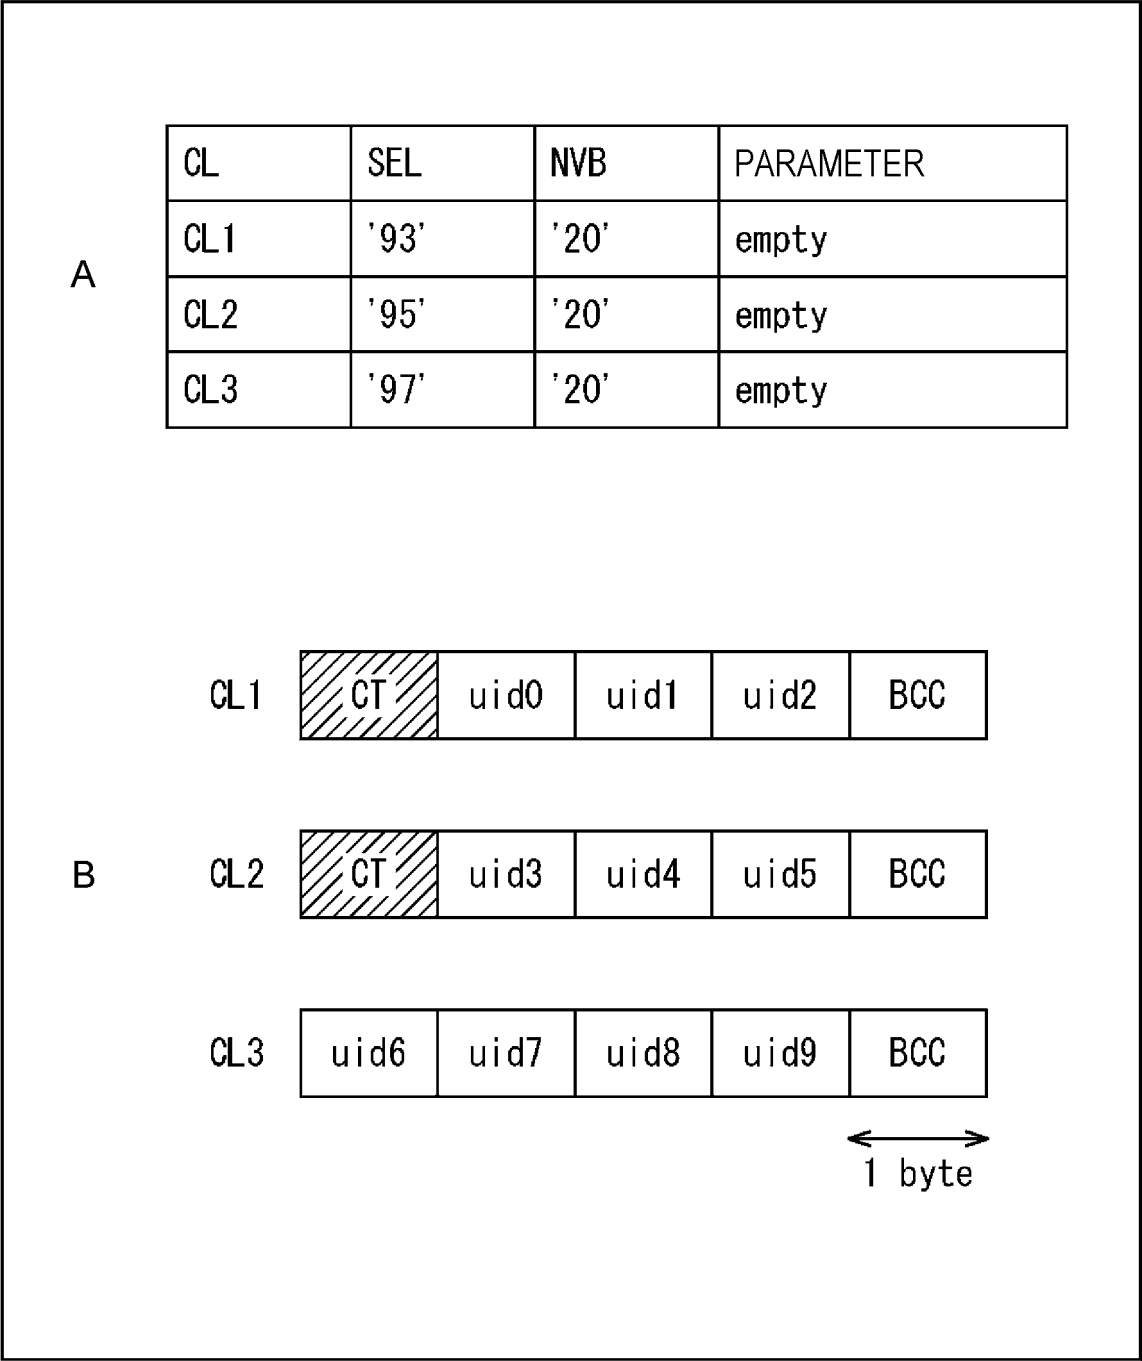 CL SEL NVB PARAMETER
CL1 '93' '20' empty
A
CL2 '95' '20' empty
CL3 '97' '20' empty
CL1 CT uid0 uid1 uid2 BCC
B CL2 CT uid3 uid4 uid5 BCC
CL3 uid6 uid7 uid8 uid9 BCC
1 byte